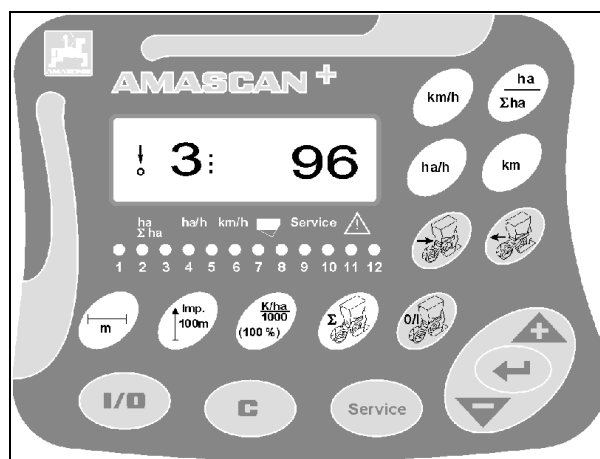 AMAZONE
AMASCAN+
km/h
ha
Σha
3: 96
ha/h
km
ha
Σha
ha/h
km/h
Service
1 2 3 4 5 6 7 8 9 10 11 12
m
Imp.
100m
K/ha
1000
(100 %)
Σ
0/I
I/O
C
Service